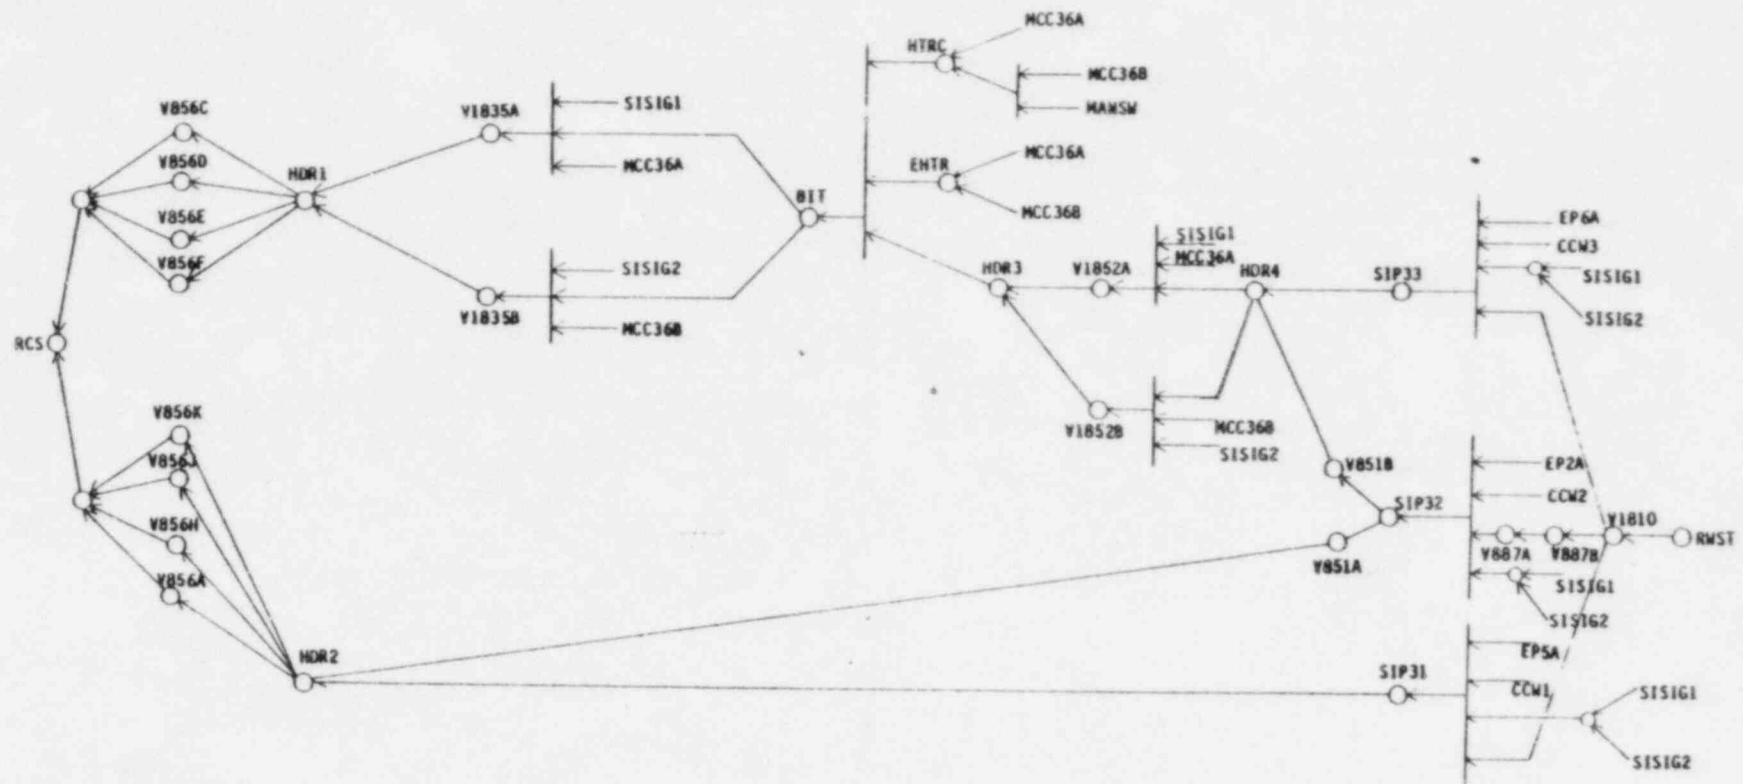 MCC36A
HTRC
MCC36B
MANSW
V856C
V1835A
SISIG1
V856D
MCC36A
EHTR
MCC36A
HDR1
BIT
MCC36B
V856E
EP6A
SISIG1
CCW3
MCC36A
V856F
SISIG2
HDR3
V1852A
HDR4
SIP33
SISIG1
V1835B
MCC36B
SISIG2
RCS
V856K
V1852B
MCC36B
SISIG2
V856J
V851B
EP2A
SIP32
CCW2
V1810
V856H
RWST
V851A
V887A
V887B
V856A
SISIG1
SISIG2
HDR2
EP5A
SIP31
CCW1
SISIG1
SISIG2